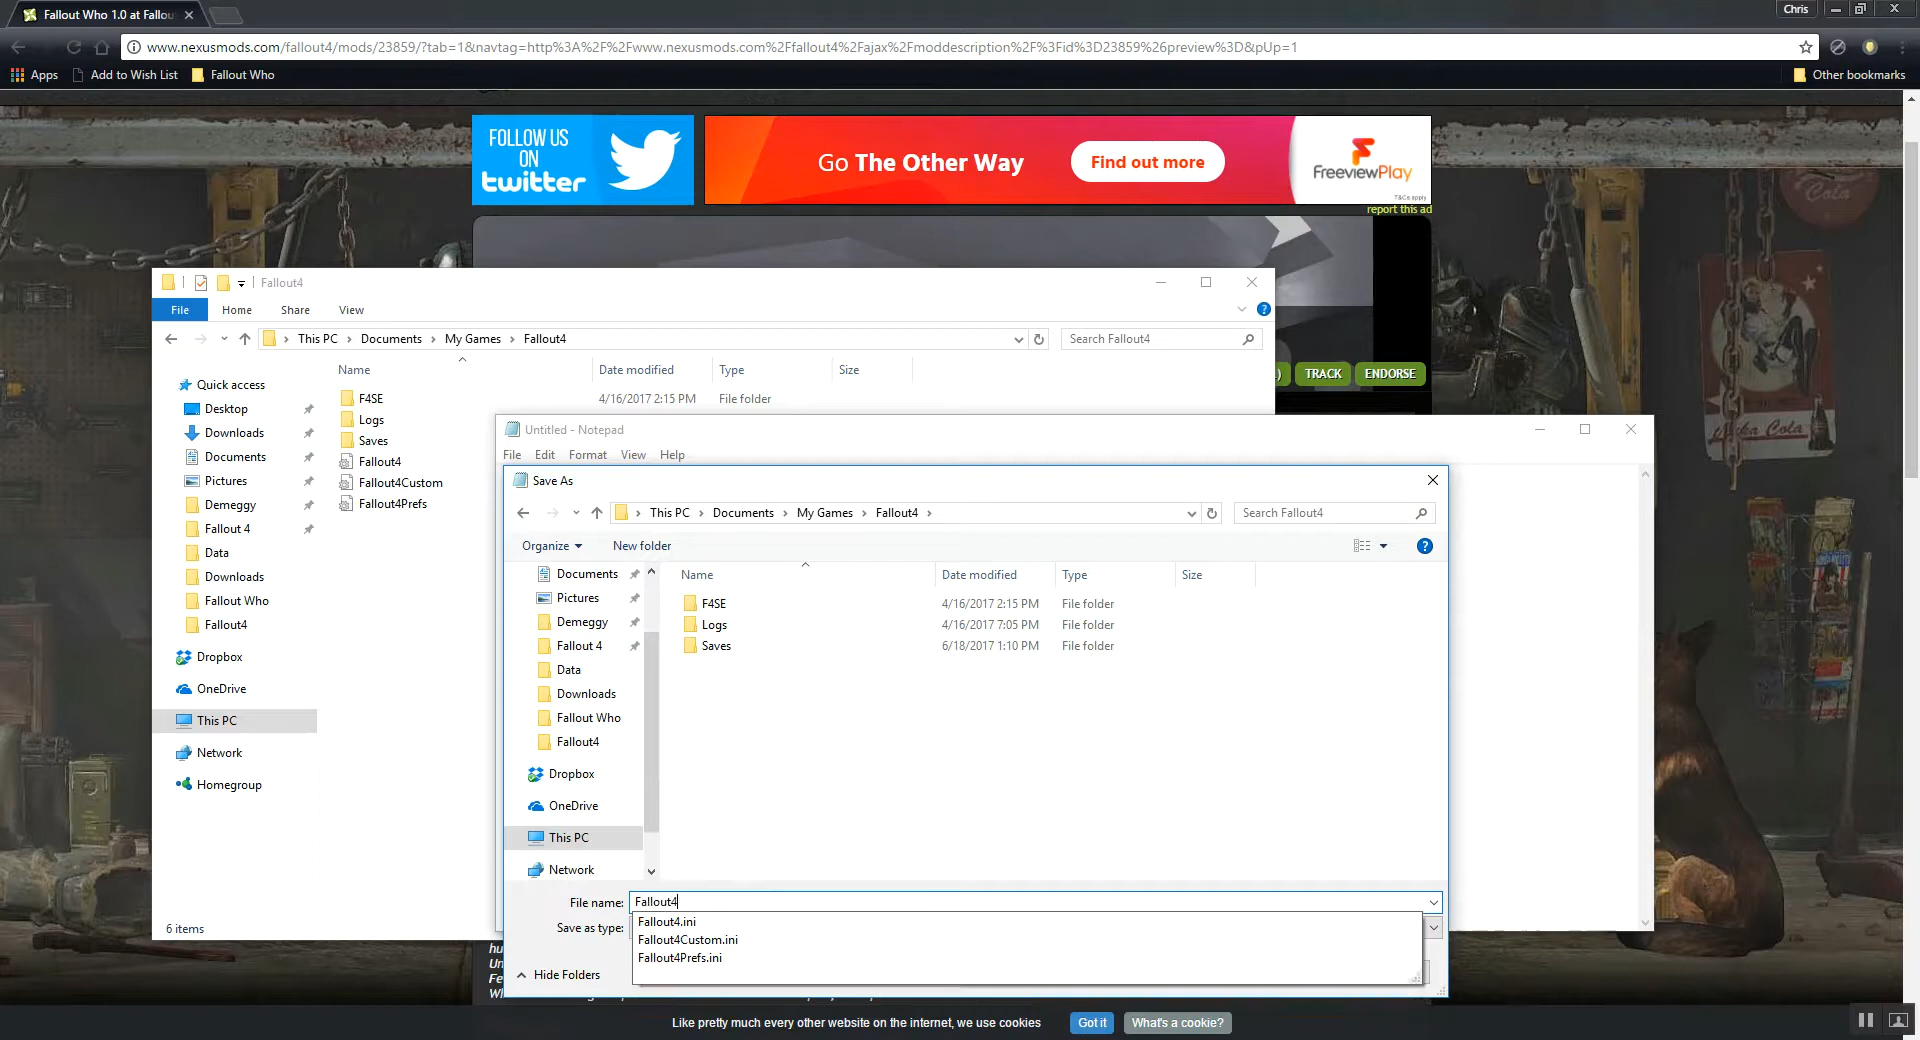 Fallout Who 1.0 at Fallou
Chris
www.nexusmods.com/fallout4/mods/23859/?tab=1&navtag=http%3A%2F%2Fwww.nexusmods.com%2Ffallout4%2Fajax%2Fmoddescription%2F%3Fid%3D23859%26preview%3D&pUp=1
Apps
Add to Wish List
Fallout Who
Other bookmarks
FOLLOW US
ON
twitter
Go The Other Way
Find out more
FreeviewPlay
T&Cs apply
report this ad
Cola
Fallout4
File
Home
Share
View
This PC
Documents
My Games
Fallout4
Search Fallout4
Name
Date modified
Type
Size
Quick access
Desktop
Downloads
Documents
Pictures
Demeggy
Fallout 4
Data
Downloads
Fallout Who
Fallout4
Dropbox
OneDrive
This PC
Network
Homegroup
F4SE
4/16/2017 2:15 PM
File folder
Logs
Saves
Fallout4
Fallout4Custom
Fallout4Prefs
6 items
TRACK
ENDORSE
Untitled - Notepad
File
Edit
Format
View
Help
Save As
This PC
Documents
My Games
Fallout4
Search Fallout4
Organize
New folder
Documents
Pictures
Demeggy
Fallout 4
Data
Downloads
Fallout Who
Fallout4
Dropbox
OneDrive
This PC
Network
Name
Date modified
Type
Size
F4SE
4/16/2017 2:15 PM
File folder
Logs
4/16/2017 7:05 PM
File folder
Saves
6/18/2017 1:10 PM
File folder
File name:
Fallout4
Save as type:
Fallout4.ini
Fallout4Custom.ini
Fallout4Prefs.ini
Hide Folders
Cola
hu
Un
Fe
Like pretty much every other website on the internet, we use cookies
Got it
What's a cookie?